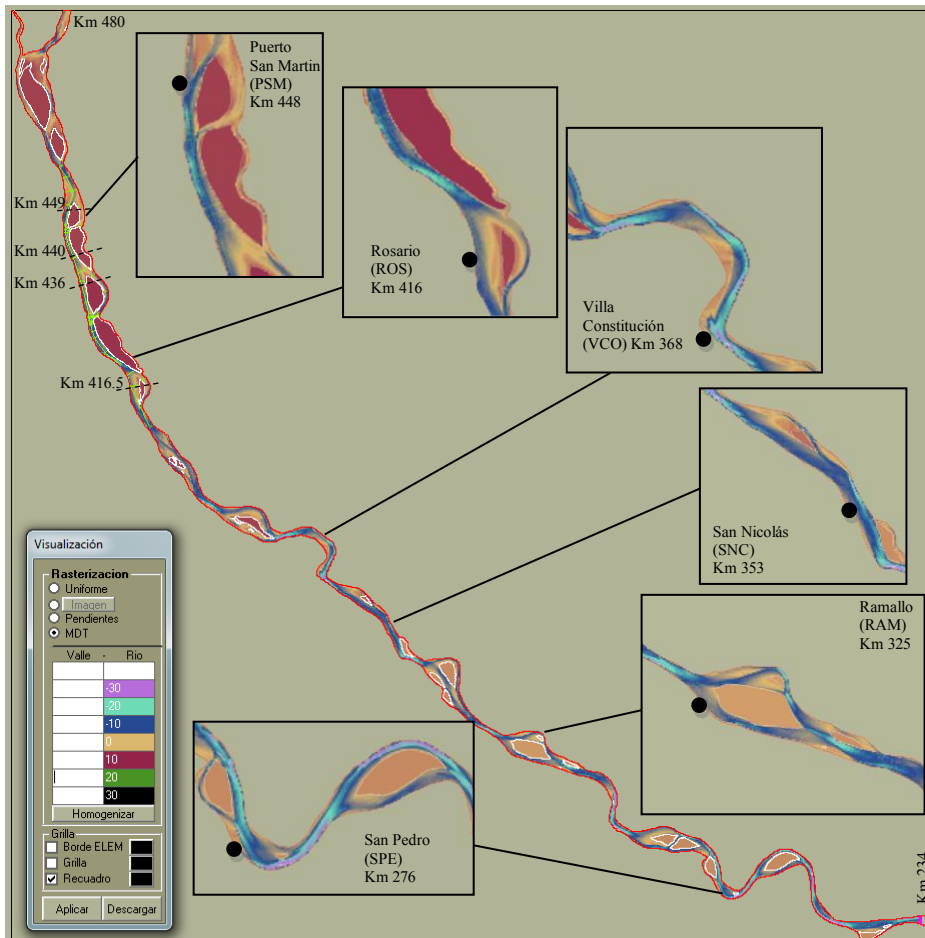 Km 480
Puerto
San Martin
(PSM)
Km 448
Km 449
Km 440
Km 436
Km 416.5
Rosario
(ROS)
Km 416
Villa
Constitución
(VCO) Km 368
San Nicolás
(SNC)
Km 353
Ramallo
(RAM)
Km 325
San Pedro
(SPE)
Km 276
Km 234
Visualización
Rasterizacion
Uniforme
Imagen
Pendientes
MDT
Valle - Rio
-30
-20
-10
0
10
20
30
Homogenizar
Grilla
Borde ELEM
Grilla
Recuadro
Aplicar Descargar